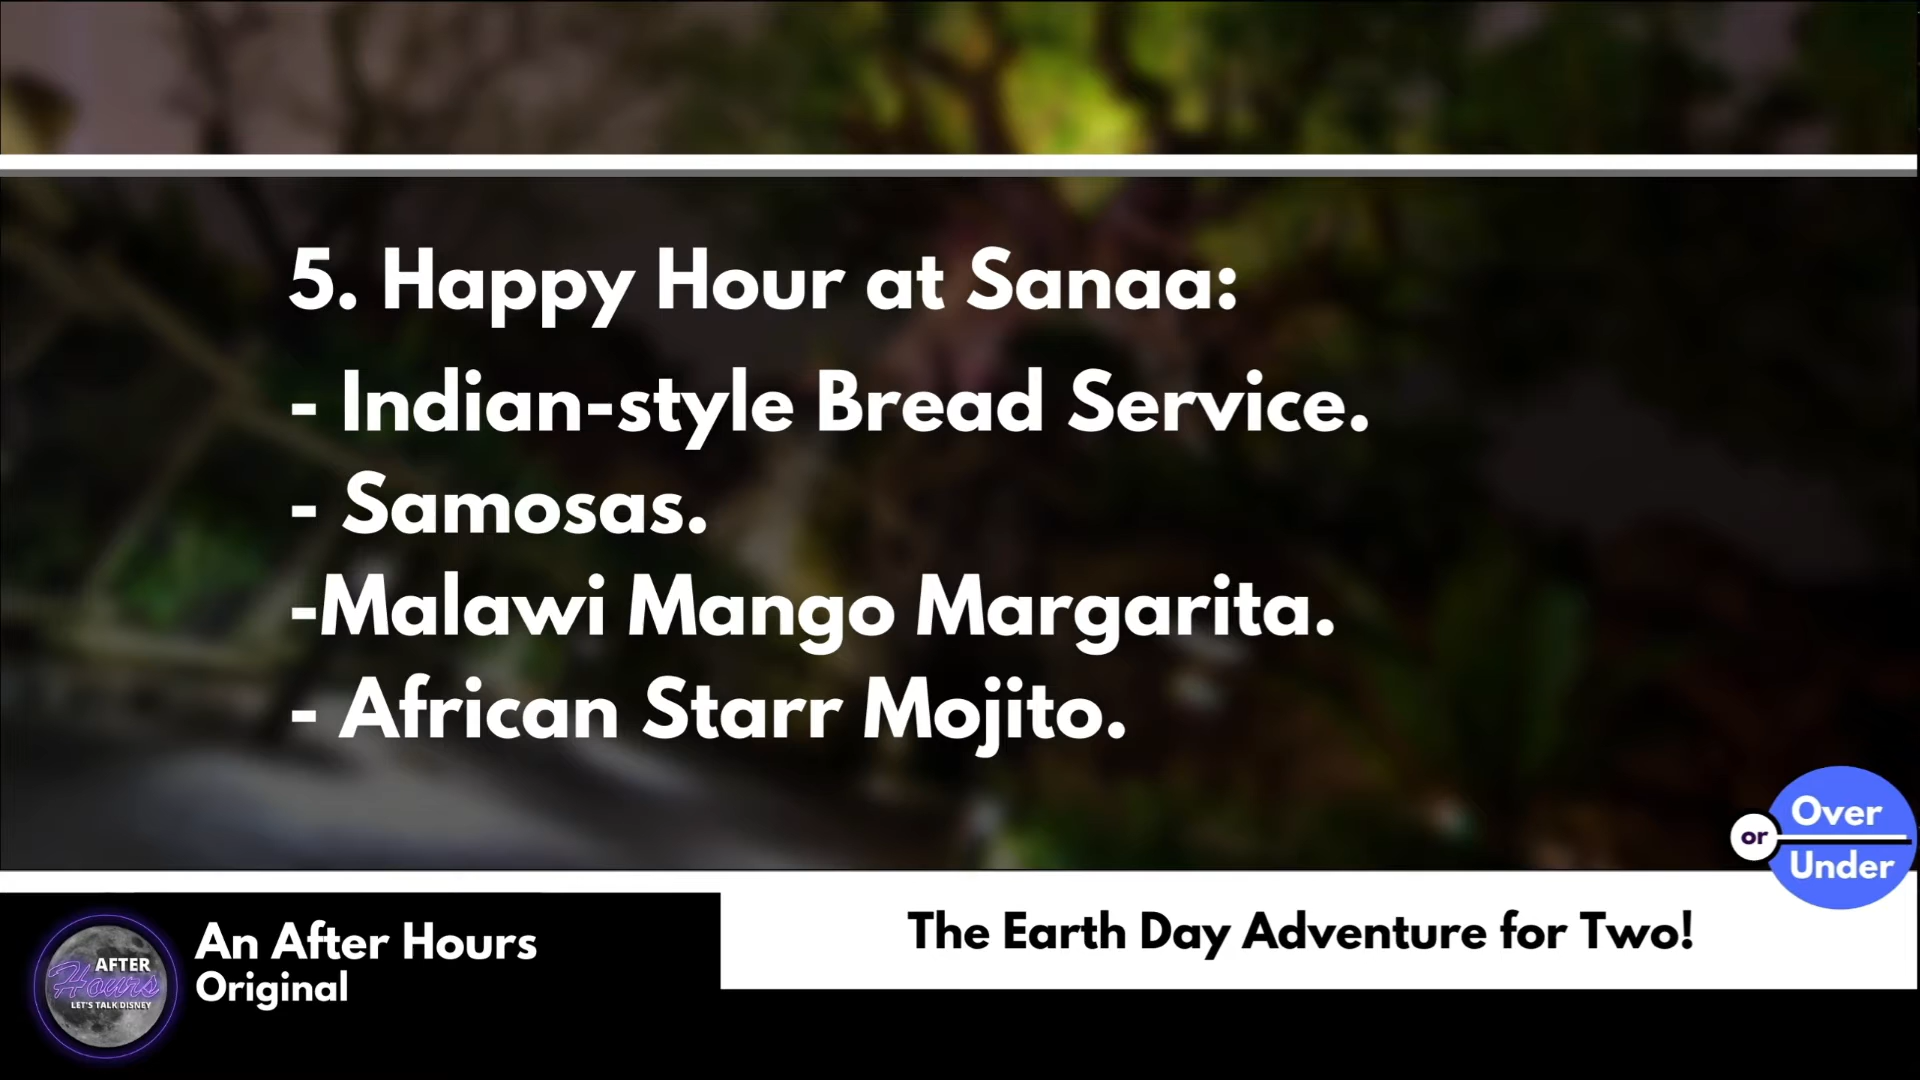 5. Happy Hour at Sanaa:
- Indian-style Bread Service.
- Samosas.
-Malawi Mango Margarita.
- African Starr Mojito.
Over
or
Under
The Earth Day Adventure for Two!
An After Hours
Original
AFTER
Hours
LET'S TALK DISNEY